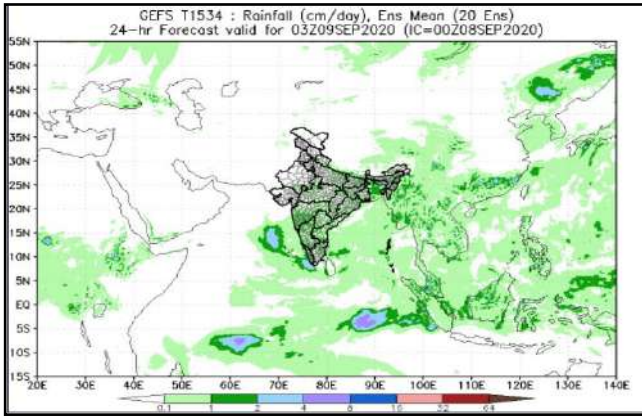 GEFS T1534 : Rainfall (cm/day), Ens Mean (20 Ens)
24-hr Forecast valid for 03Z09SEP2020 (IC=00Z08SEP2020)
55N
50N
45N
40N
35N
30N
25N
20N
15N
10N
5N
EQ
5S
10S
15S
20E 30E 40E 50E 60E 70E 80E 90E 100E 110E 120E 130E 140E
0.1 1 2 4 8 16 32 64